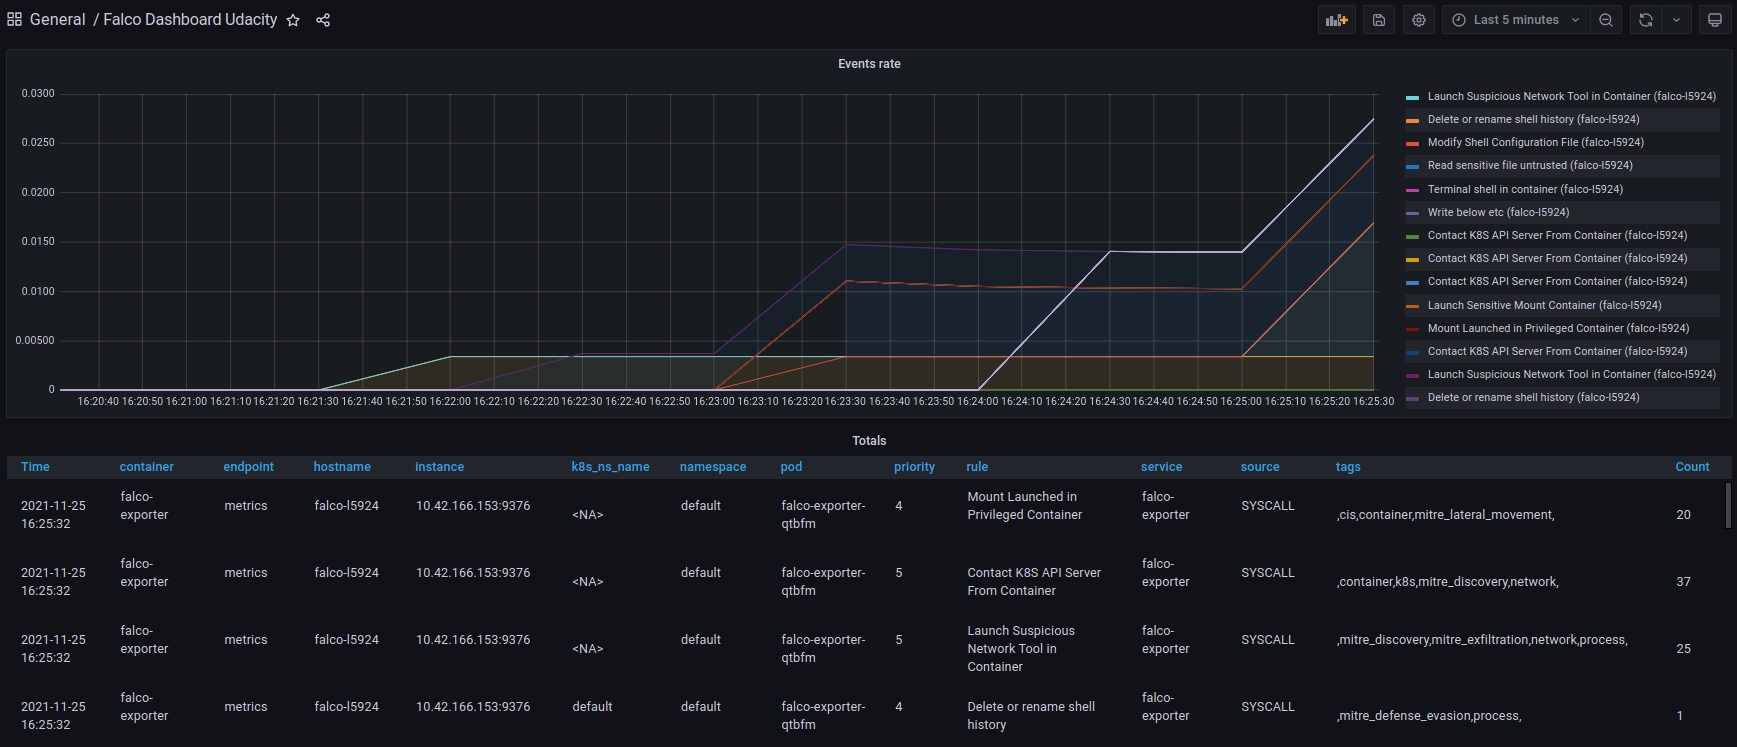 General / Falco Dashboard Udacity
Last 5 minutes
Events rate
0.0300
0.0250
0.0200
0.0150
0.0100
0.00500
0
16:20:40 16:20:50 16:21:00 16:21:10 16:21:20 16:21:30 16:21:40 16:21:50 16:22:00 16:22:10 16:22:20 16:22:30 16:22:40 16:22:50 16:23:00 16:23:10 16:23:20 16:23:30 16:23:40 16:23:50 16:24:00 16:24:10 16:24:20 16:24:30 16:24:40 16:24:50 16:25:00 16:25:10 16:25:20 16:25:30
Launch Suspicious Network Tool in Container (falco-l5924)
Delete or rename shell history (falco-l5924)
Modify Shell Configuration File (falco-l5924)
Read sensitive file untrusted (falco-l5924)
Terminal shell in container (falco-l5924)
Write below etc (falco-l5924)
Contact K8S API Server From Container (falco-l5924)
Contact K8S API Server From Container (falco-l5924)
Contact K8S API Server From Container (falco-l5924)
Launch Sensitive Mount Container (falco-l5924)
Mount Launched in Privileged Container (falco-l5924)
Contact K8S API Server From Container (falco-l5924)
Launch Suspicious Network Tool in Container (falco-l5924)
Delete or rename shell history (falco-l5924)
Totals
Time container endpoint hostname instance k8s_ns_name namespace pod priority rule service source tags Count
falco- Mount Launched in falco-
2021-11-25 metrics falco-l5924 10.42.166.153:9376 default falco-exporter- 4 SYSCALL
exporter <NA> Privileged Container exporter ,cis,container,mitre_lateral_movement, 20
16:25:32 qtbfm
falco- falco-
2021-11-25 metrics falco-l5924 10.42.166.153:9376 default falco-exporter- 5 Contact K8S API Server SYSCALL
exporter <NA> exporter ,container,k8s,mitre_discovery,network, 37
16:25:32 qtbfm From Container
falco- Launch Suspicious falco-
2021-11-25 metrics falco-l5924 10.42.166.153:9376 default falco-exporter- 5 SYSCALL ,mitre_discovery,mitre_exfiltration,network,process,
exporter <NA> Network Tool in exporter 25
16:25:32 qtbfm Container
falco- falco-
2021-11-25 metrics falco-l5924 10.42.166.153:9376 default default falco-exporter- 4 Delete or rename shell SYSCALL
exporter exporter ,mitre_defense_evasion,process, 1
16:25:32 qtbfm history